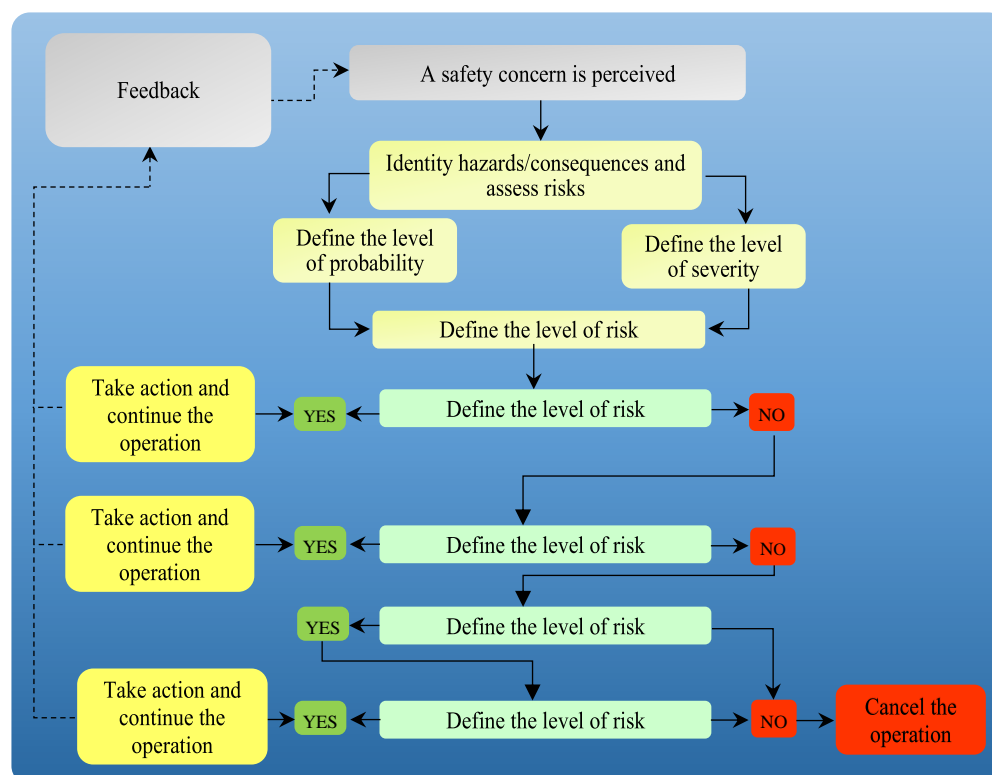 Feedback
A safety concern is perceived
Identity hazards/consequences and
assess risks
Define the level
of probability
Define the level
of severity
Define the level of risk
Take action and
continue the
operation
YES
Define the level of risk
NO
Take action and
continue the
operation
YES
Define the level of risk
NO
YES
Define the level of risk
Take action and
continue the
operation
YES
Define the level of risk
NO
Cancel the
operation